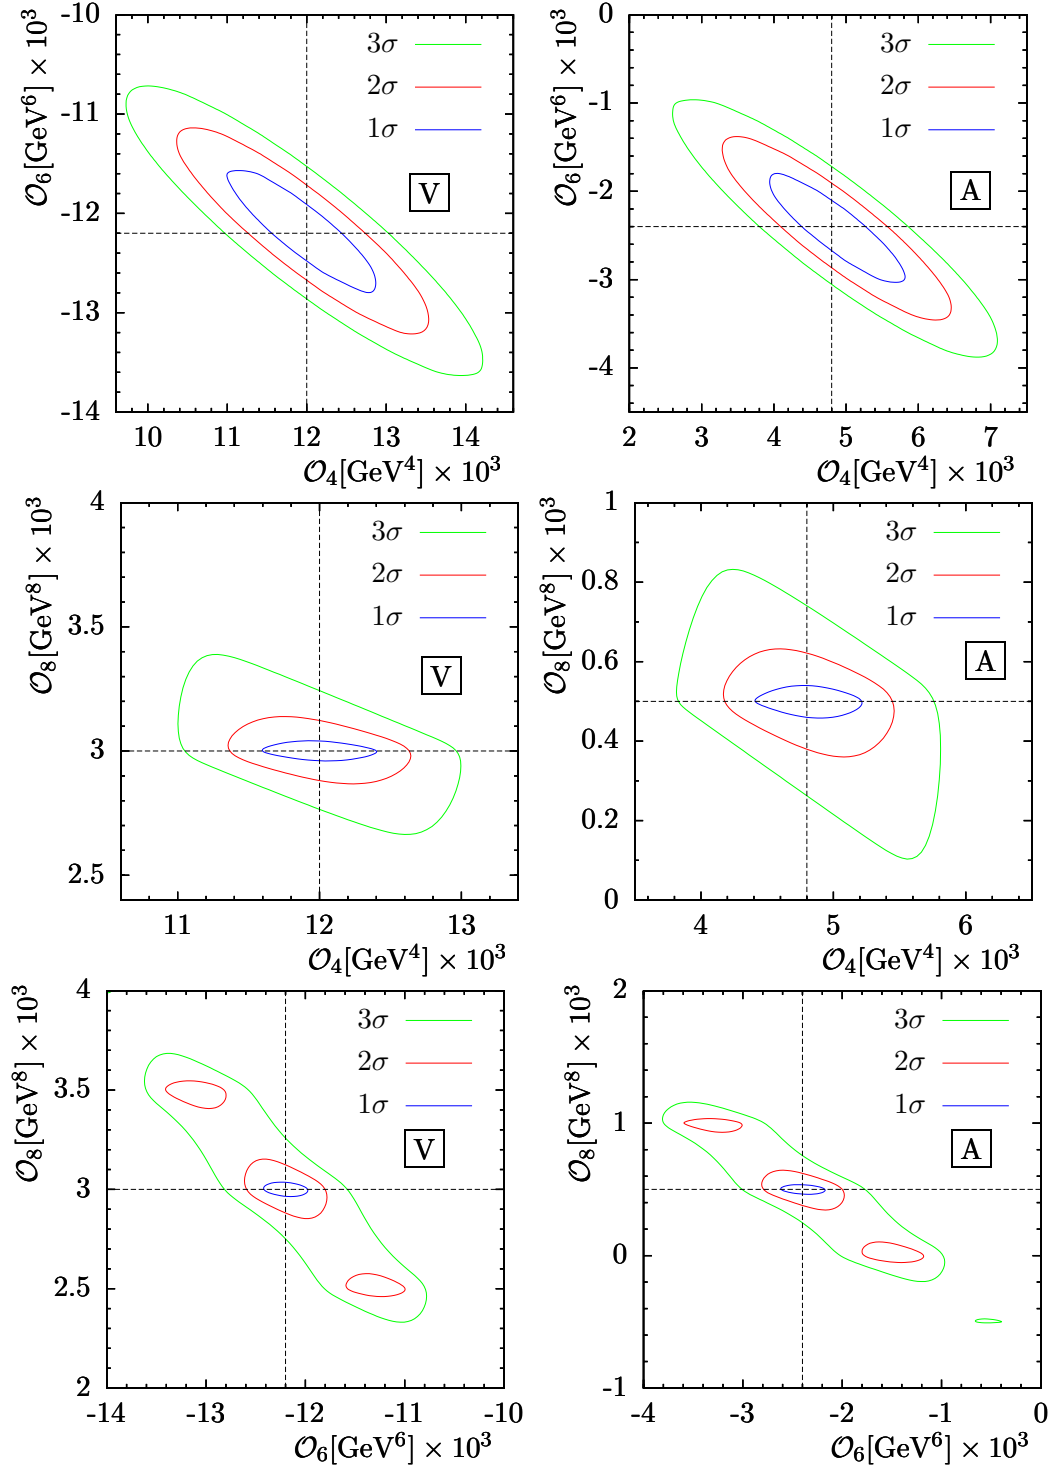 -10
-11
-12
-13
-14
𝒪₆[GeV⁶] × 10³
3σ
2σ
1σ
V
10 11 12 13 14
𝒪₄[GeV⁴] × 10³
0
-1
-2
-3
-4
𝒪₆[GeV⁶] × 10³
3σ
2σ
1σ
A
2 3 4 5 6 7
𝒪₄[GeV⁴] × 10³
4
3.5
3
2.5
𝒪₈[GeV⁸] × 10³
3σ
2σ
1σ
V
11 12 13
𝒪₄[GeV⁴] × 10³
1
0.8
0.6
0.4
0.2
0
𝒪₈[GeV⁸] × 10³
3σ
2σ
1σ
A
4 5 6
𝒪₄[GeV⁴] × 10³
4
3.5
3
2.5
2
𝒪₈[GeV⁸] × 10³
3σ
2σ
1σ
V
-14 -13 -12 -11 -10
𝒪₆[GeV⁶] × 10³
2
1
0
-1
𝒪₈[GeV⁸] × 10³
3σ
2σ
1σ
A
-4 -3 -2 -1 0
𝒪₆[GeV⁶] × 10³